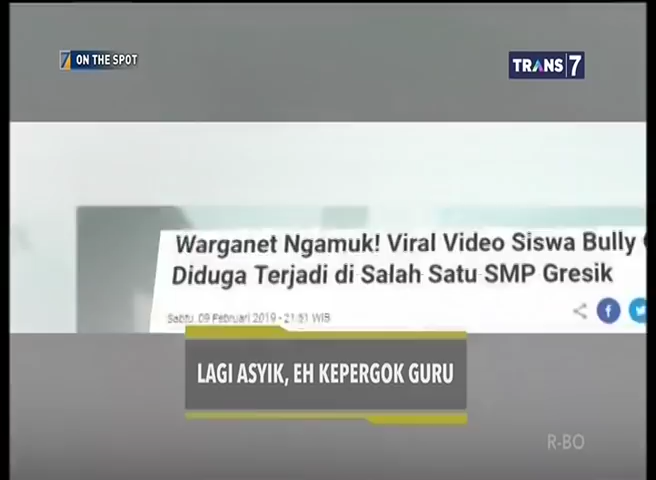 7 ON THE SPOT
TRANS 7
Warganet Ngamuk! Viral Video Siswa Bully
Diduga Terjadi di Salah Satu SMP Gresik
Sabtu, 09 Februari 2019 - 21:51 WIB
LAGI ASYIK, EH KEPERGOK GURU
R-BO